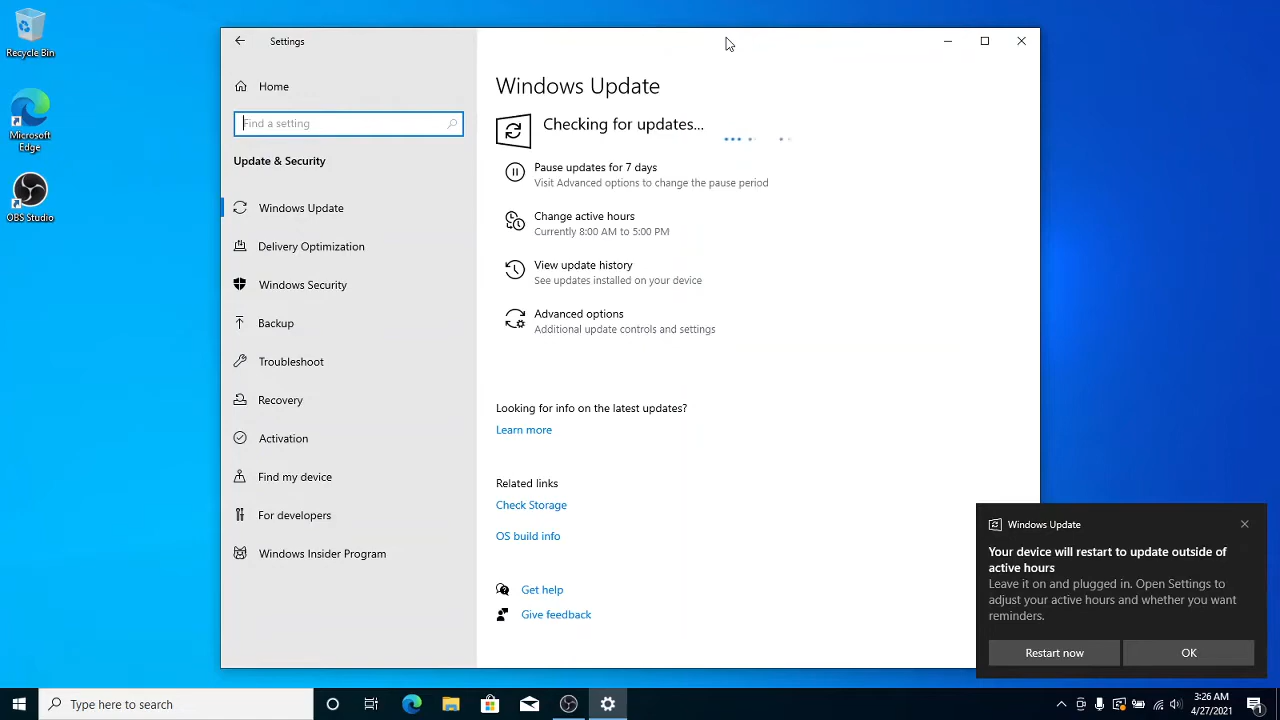 Recycle Bin
Microsoft
Edge
OBS Studio
Settings
Home
Find a setting
Update & Security
Windows Update
Delivery Optimization
Windows Security
Backup
Troubleshoot
Recovery
Activation
Find my device
For developers
Windows Insider Program
Windows Update
Checking for updates...
Pause updates for 7 days
Visit Advanced options to change the pause period
Change active hours
Currently 8:00 AM to 5:00 PM
View update history
See updates installed on your device
Advanced options
Additional update controls and settings
Looking for info on the latest updates?
Learn more
Related links
Check Storage
OS build info
Get help
Give feedback
Windows Update
Your device will restart to update outside of
active hours
Leave it on and plugged in. Open Settings to
adjust your active hours and whether you want
reminders.
Restart now
OK
Type here to search
3:26 AM
4/27/2021
1